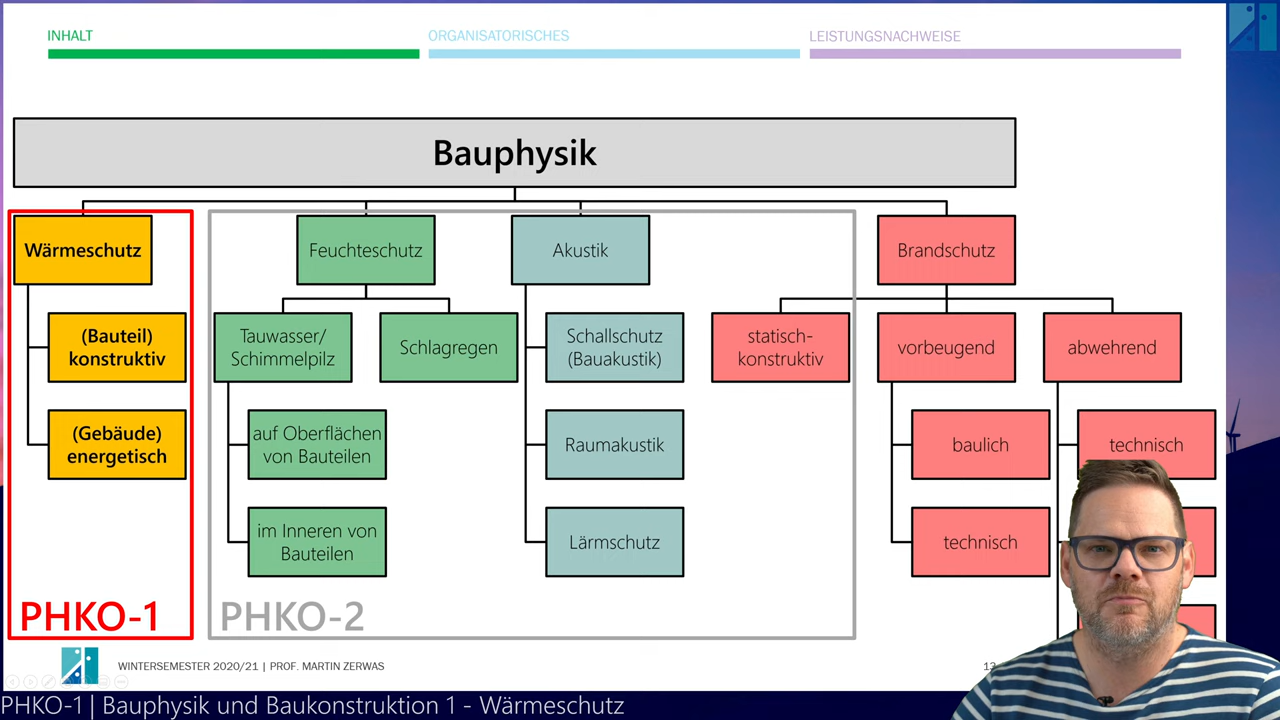 INHALT
ORGANISATORISCHES
LEISTUNGSNACHWEISE
Bauphysik
Wärmeschutz
Feuchteschutz
Akustik
Brandschutz
(Bauteil)
konstruktiv
Tauwasser/
Schimmelpilz
Schlagregen
Schallschutz
(Bauakustik)
statisch-
konstruktiv
vorbeugend
abwehrend
(Gebäude)
energetisch
auf Oberflächen
von Bauteilen
Raumakustik
baulich
technisch
im Inneren von
Bauteilen
Lärmschutz
technisch
PHKO-1
PHKO-2
WINTERSEMESTER 2020/21 | PROF. MARTIN ZERWAS
PHKO-1 | Bauphysik und Baukonstruktion 1 - Wärmeschutz